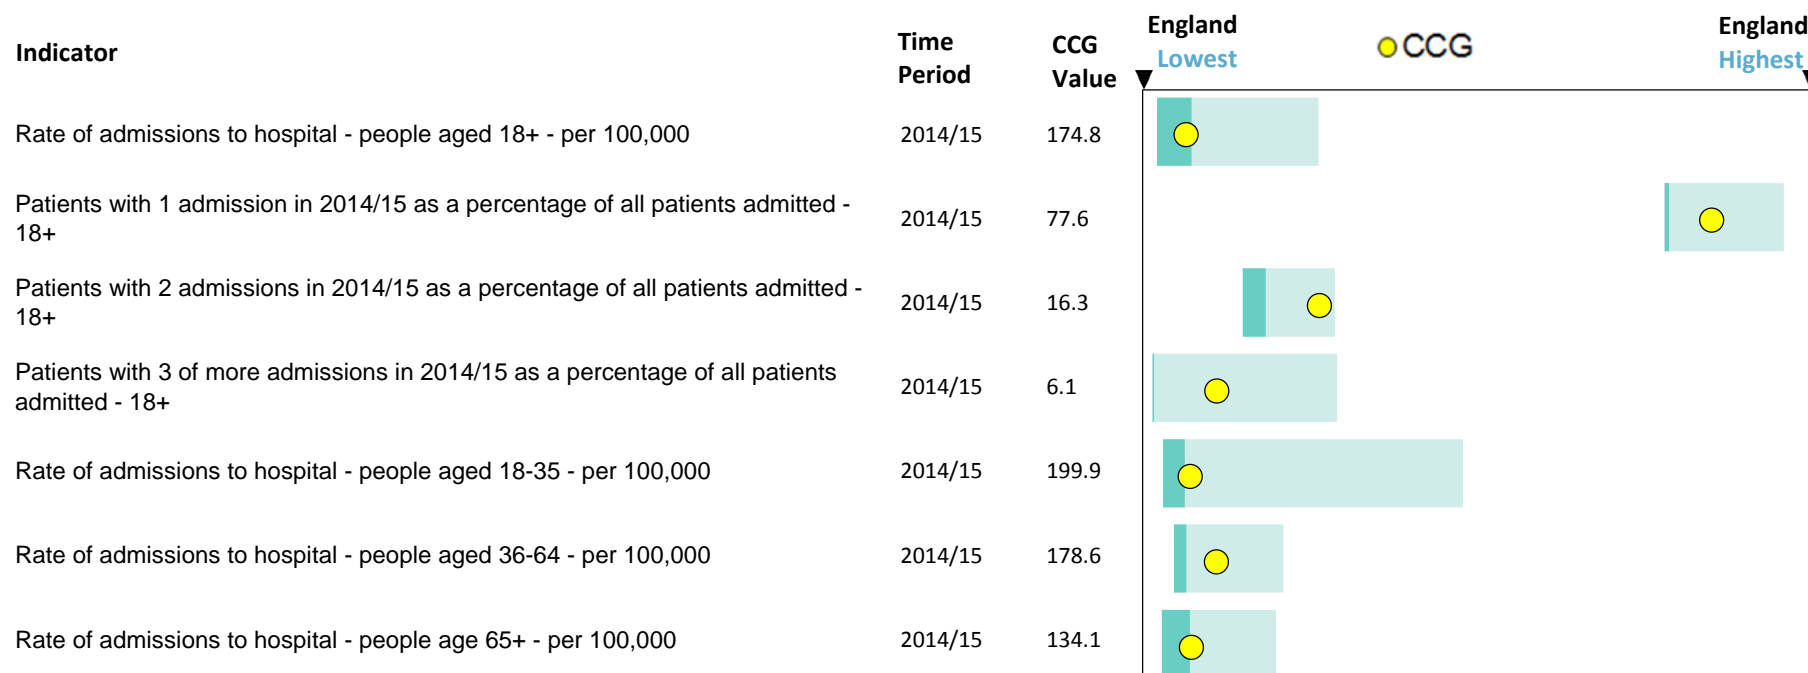 Indicator
Time Period
CCG Value
England Lowest
CCG
England Highest
Rate of admissions to hospital - people aged 18+ - per 100,000 2014/15 174.8
Patients with 1 admission in 2014/15 as a percentage of all patients admitted -
18+
2014/15 77.6
Patients with 2 admissions in 2014/15 as a percentage of all patients admitted -
18+
2014/15 16.3
Patients with 3 of more admissions in 2014/15 as a percentage of all patients
admitted - 18+
2014/15 6.1
Rate of admissions to hospital - people aged 18-35 - per 100,000 2014/15 199.9
Rate of admissions to hospital - people aged 36-64 - per 100,000 2014/15 178.6
Rate of admissions to hospital - people age 65+ - per 100,000 2014/15 134.1